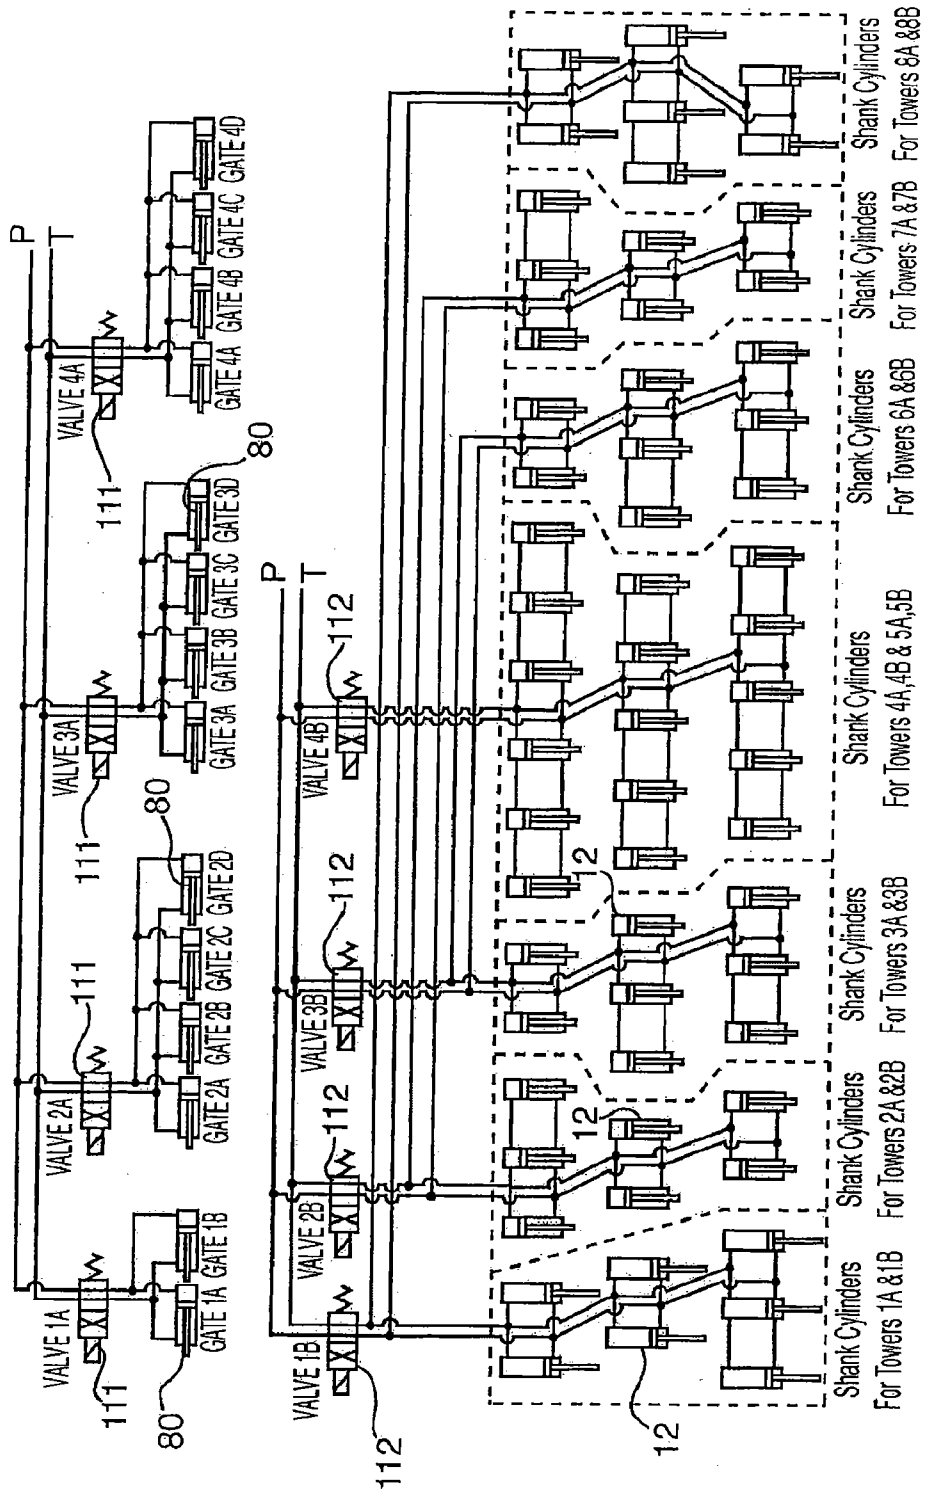 P
T
VALVE 1A
111
80
GATE 1A
GATE 1B
VALVE 2A
111
80
GATE 2A
GATE 2B
GATE 2C
GATE 2D
VALVE 3A
111
80
GATE 3A
GATE 3B
GATE 3C
GATE 3D
VALVE 4A
111
GATE 4A
GATE 4B
GATE 4C
GATE 4D
P
T
VALVE 1B
112
VALVE 2B
112
VALVE 3B
112
VALVE 4B
112
12
12
12
Shank Cylinders
For Towers 1A &1B
Shank Cylinders
For Towers 2A &2B
Shank Cylinders
For Towers 3A &3B
Shank Cylinders
For Towers 4A,4B & 5A,5B
Shank Cylinders
For Towers 6A &6B
Shank Cylinders
For Towers 7A &7B
Shank Cylinders
For Towers 8A &8B